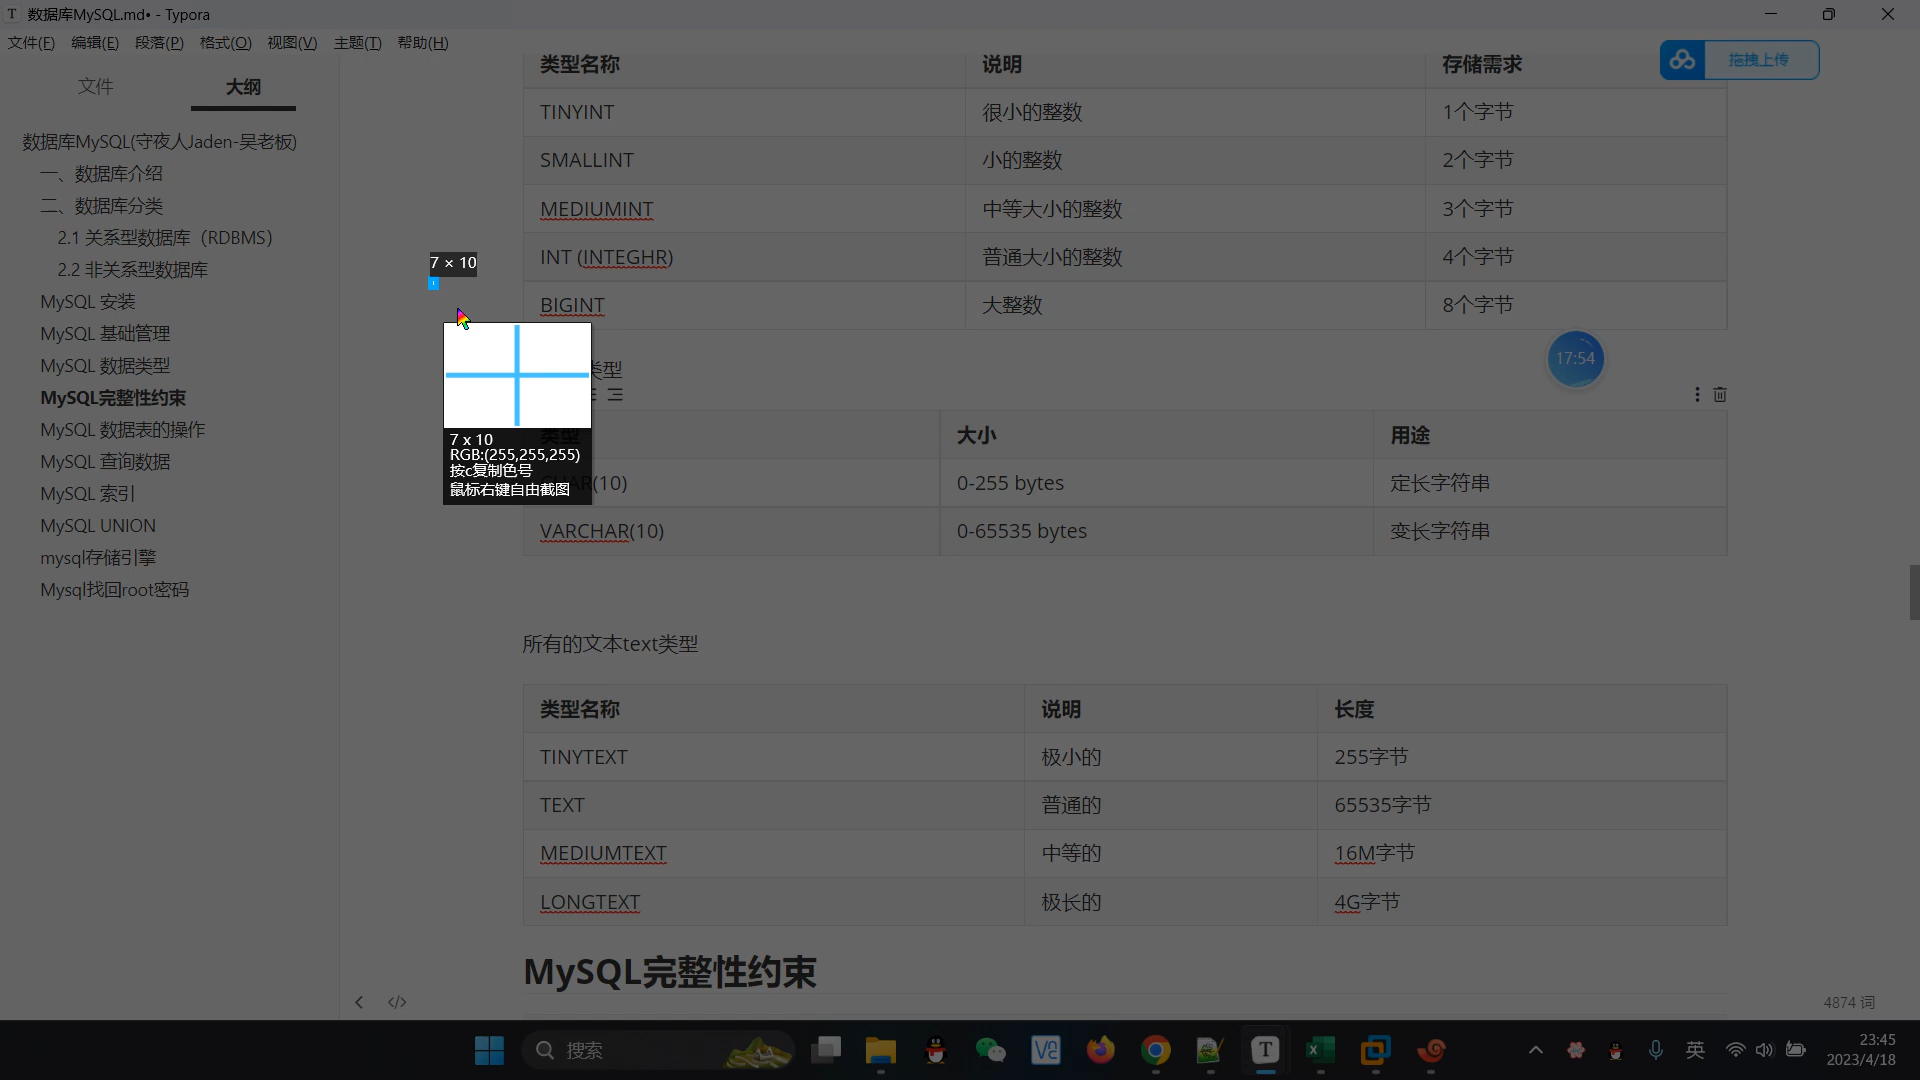 数据库MySQL.md• - Typora
文件(F) 编辑(E) 段落(P) 格式(O) 视图(V) 主题(T) 帮助(H)
文件 大纲
数据库MySQL(守夜人Jaden-吴老板)
一、数据库介绍
二、数据库分类
2.1 关系型数据库（RDBMS）
2.2 非关系型数据库
MySQL 安装
MySQL 基础管理
MySQL 数据类型
MySQL完整性约束
MySQL 数据表的操作
MySQL 查询数据
MySQL 索引
MySQL UNION
mysql存储引擎
Mysql找回root密码
拖拽上传
类型名称 说明 存储需求
TINYINT 很小的整数 1个字节
SMALLINT 小的整数 2个字节
MEDIUMINT 中等大小的整数 3个字节
INT (INTEGHR) 普通大小的整数 4个字节
BIGINT 大整数 8个字节
7 × 10
17:54
类型
7 x 10
RGB:(255,255,255)
按c复制色号
鼠标右键自由截图
类型 大小 用途
CHAR(10) 0-255 bytes 定长字符串
VARCHAR(10) 0-65535 bytes 变长字符串
所有的文本text类型
类型名称 说明 长度
TINYTEXT 极小的 255字节
TEXT 普通的 65535字节
MEDIUMTEXT 中等的 16M字节
LONGTEXT 极长的 4G字节
MySQL完整性约束
</>
4874 词
搜索
T
英
23:45
2023/4/18